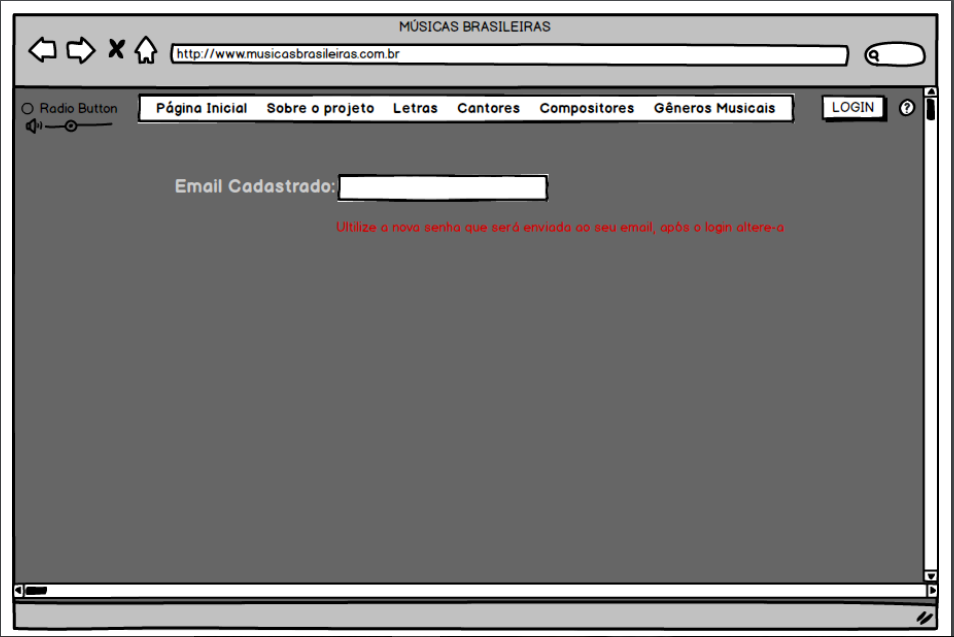 MÚSICAS BRASILEIRAS
http://www.musicasbrasileiras.com.br
Radio Button
Página Inicial Sobre o projeto Letras Cantores Compositores Gêneros Musicais
LOGIN
?
Email Cadastrado:
Ultilize a nova senha que será enviada ao seu email, após o login altere-a